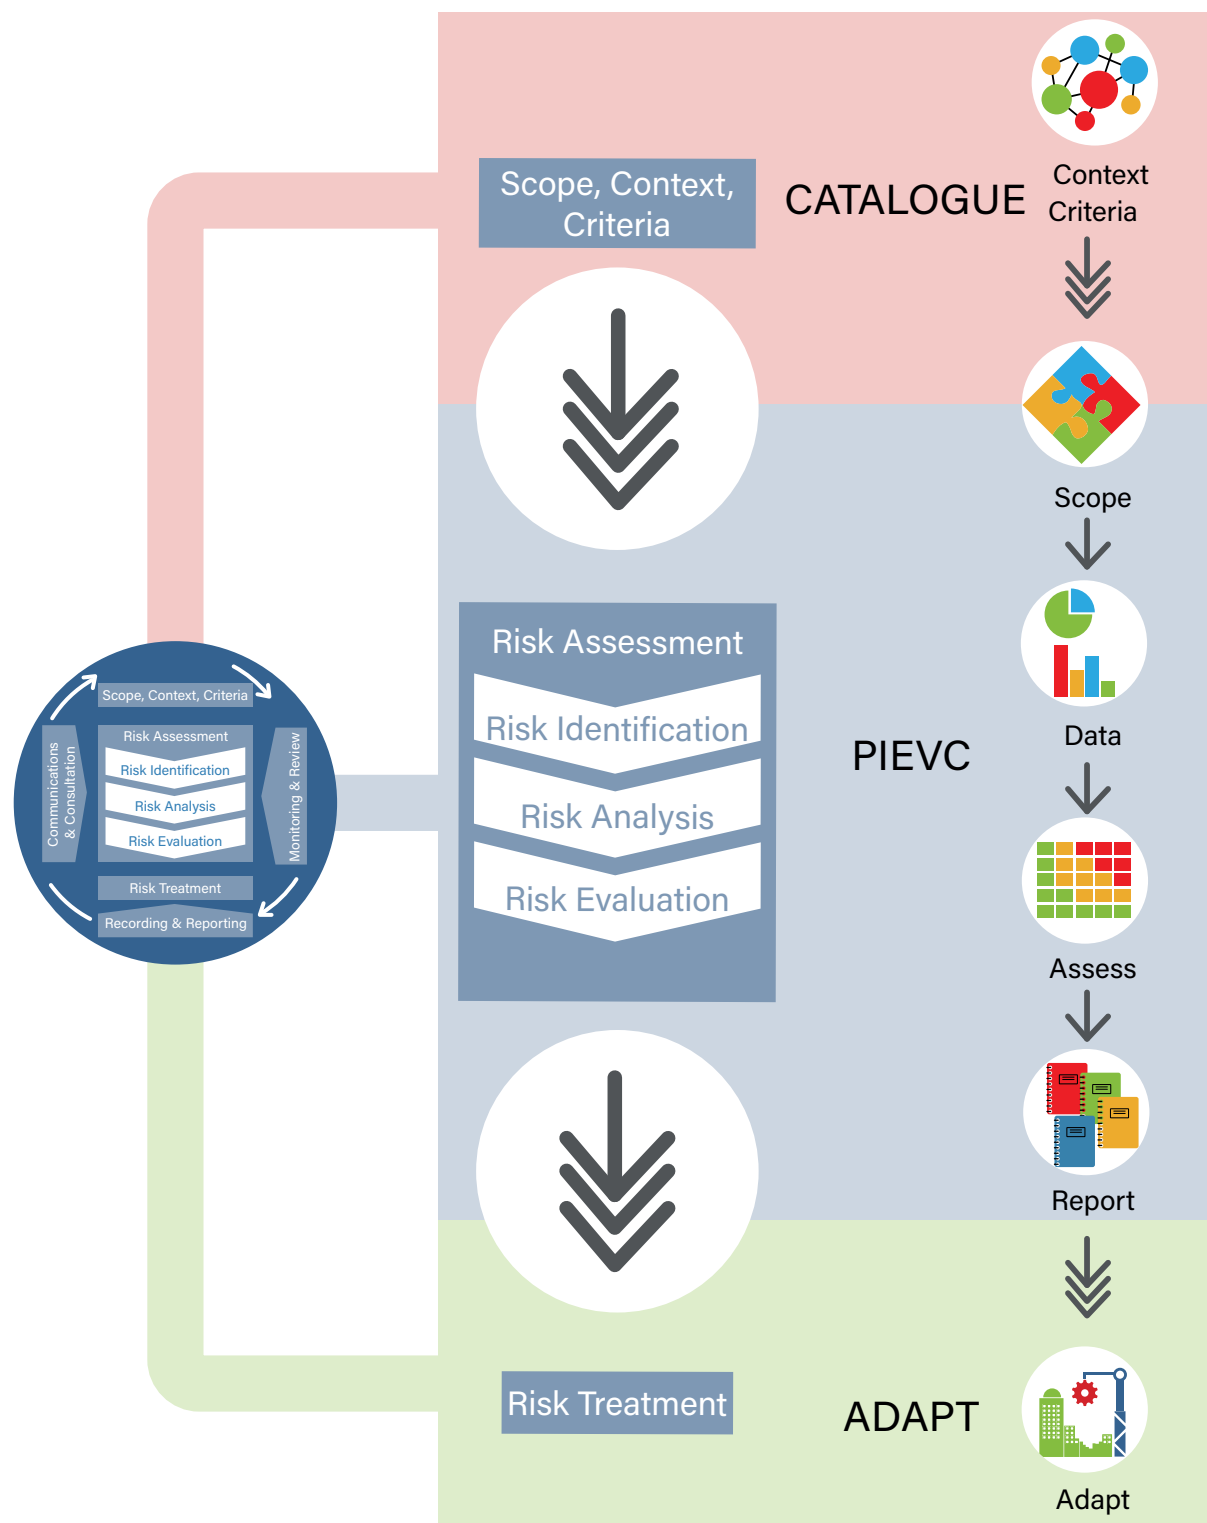 Scope, Context,
Criteria
CATALOGUE
Context
Criteria
Scope
Risk Assessment
Risk Identification
Risk Analysis
Risk Evaluation
PIEVC
Data
Assess
Report
Risk Treatment
ADAPT
Adapt
Scope, Context, Criteria
Communications
& Consultation
Risk Assessment
Risk Identification
Risk Analysis
Risk Evaluation
Monitoring & Review
Risk Treatment
Recording & Reporting